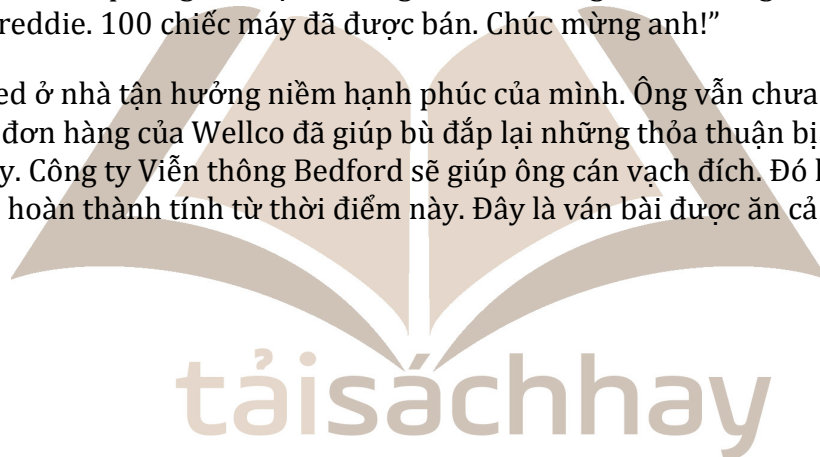 reddie. 100 chiếc máy đã được bán. Chúc mừng anh!”
ed ở nhà tận hưởng niềm hạnh phúc của mình. Ông vẫn chưa
đơn hàng của Wellco đã giúp bù đắp lại những thỏa thuận bị
y. Công ty Viễn thông Bedford sẽ giúp ông cán vạch đích. Đó
hoàn thành tính từ thời điểm này. Đây là ván bài được ăn cả
tảisáchhay